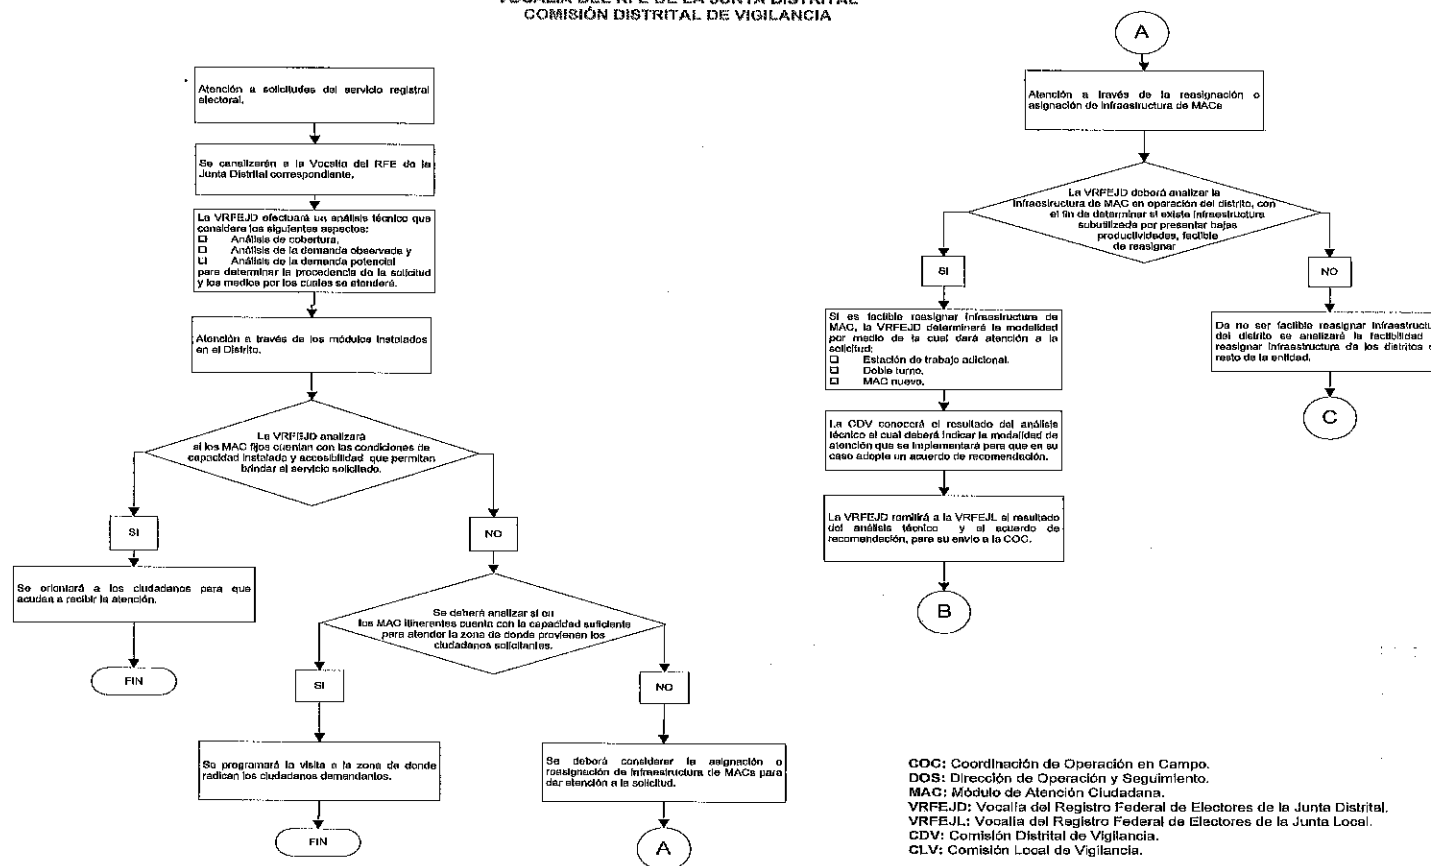 VOCALÍA DEL RFE DE LA JUNTA DISTRITAL
COMISIÓN DISTRITAL DE VIGILANCIA
Atención a solicitudes del servicio registral
electoral.
Se canalizarán a la Vocalía del RFE de la
Junta Distrital correspondiente.
La VRFEJD efectuará un análisis técnico que
considere los siguientes aspectos:
Análisis de cobertura,
Análisis de la demanda observada y
Análisis de la demanda potencial
para determinar la procedencia de la solicitud
y los medios por los cuales se atenderá.
Atención a través de los módulos instalados
en el Distrito.
La VRFEJD analizará
si los MAC fijos cuentan con las condiciones de
capacidad instalada y accesibilidad que permitan
brindar el servicio solicitado.
SI
NO
Se orientará a los ciudadanos para que
acudan a recibir la atención.
FIN
Se deberá analizar si en
los MAC itinerantes cuenta con la capacidad suficiente
para atender la zona de donde provienen los
ciudadanos solicitantes.
SI
NO
Se programará la visita a la zona de donde
radican los ciudadanos demandantes.
FIN
Se deberá considerar la asignación o
reasignación de infraestructura de MACs para
dar atención a la solicitud.
A
A
Atención a través de la reasignación o
asignación de infraestructura de MACs
La VRFEJD deberá analizar la
infraestructura de MAC en operación del distrito, con
el fin de determinar si existe infraestructura
subutilizada por presentar bajas
productividades, factible
de reasignar
SI
NO
Si es factible reasignar infraestructura de
MAC, la VRFEJD determinará la modalidad
por medio de la cual dará atención a la
solicitud:
Estación de trabajo adicional.
Doble turno.
MAC nuevo.
La CDV conocerá el resultado del análisis
técnico el cual deberá indicar la modalidad de
atención que se implementará para que en su
caso adopte un acuerdo de recomendación.
La VRFEJD remitirá a la VRFEJL el resultado
del análisis técnico y el acuerdo de
recomendación, para su envío a la COC.
B
De no ser factible reasignar
del distrito se analizará la factibilidad
reasignar infraestructura de los distritos
resto de la entidad.
C
COC: Coordinación de Operación en Campo.
DOS: Dirección de Operación y Seguimiento.
MAC: Módulo de Atención Ciudadana.
VRFEJD: Vocalía del Registro Federal de Electores de la Junta Distrital.
VRFEJL: Vocalía del Registro Federal de Electores de la Junta Local.
CDV: Comisión Distrital de Vigilancia.
CLV: Comisión Local de Vigilancia.